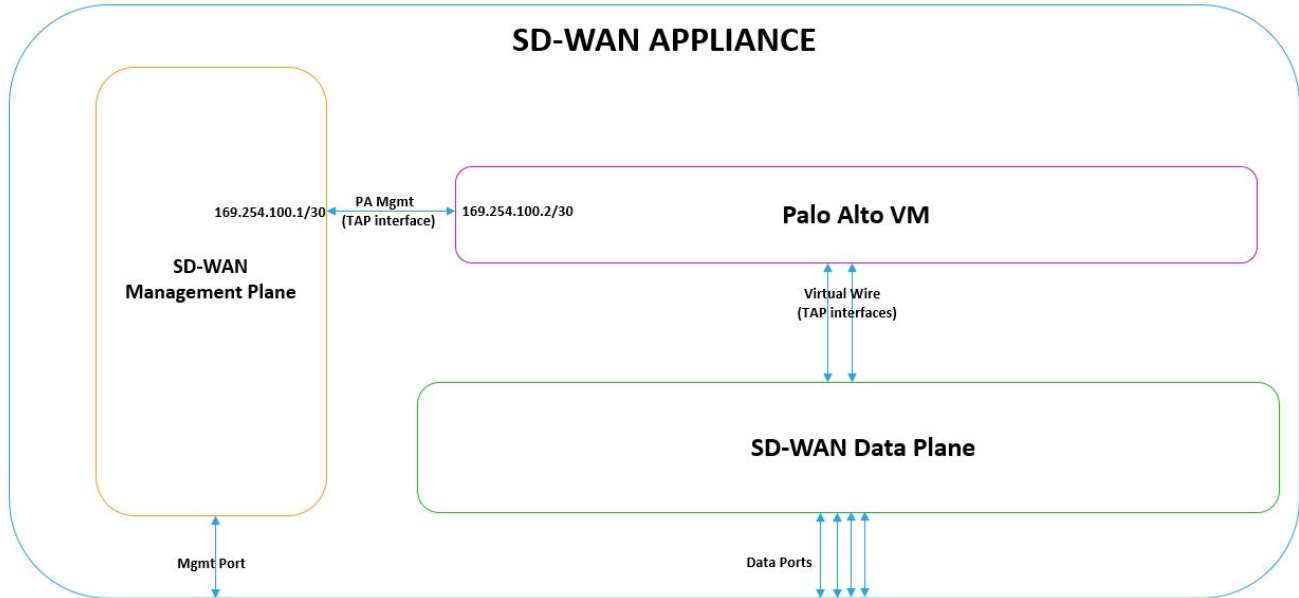 SD-WAN APPLIANCE
169.254.100.1/30
PA Mgmt
(TAP interface)
169.254.100.2/30
Palo Alto VM
SD-WAN
Management Plane
Virtual Wire
(TAP interfaces)
SD-WAN Data Plane
Mgmt Port
Data Ports